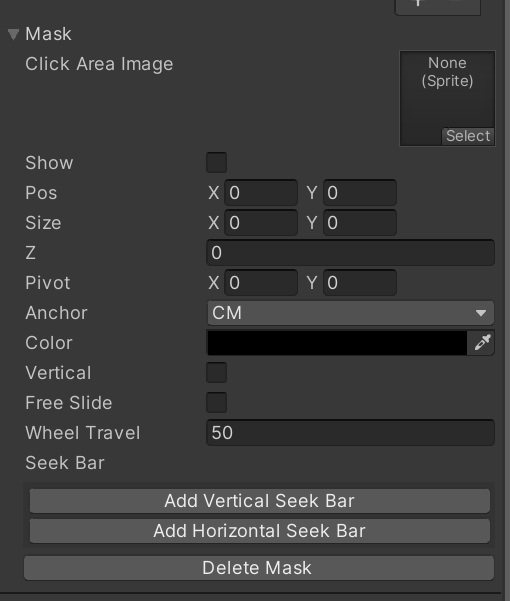 Mask
Click Area Image
None
(Sprite)
Select
Show
Pos X 0 Y 0
Size X 0 Y 0
Z 0
Pivot X 0 Y 0
Anchor CM
Color
Vertical
Free Slide
Wheel Travel 50
Seek Bar
Add Vertical Seek Bar
Add Horizontal Seek Bar
Delete Mask